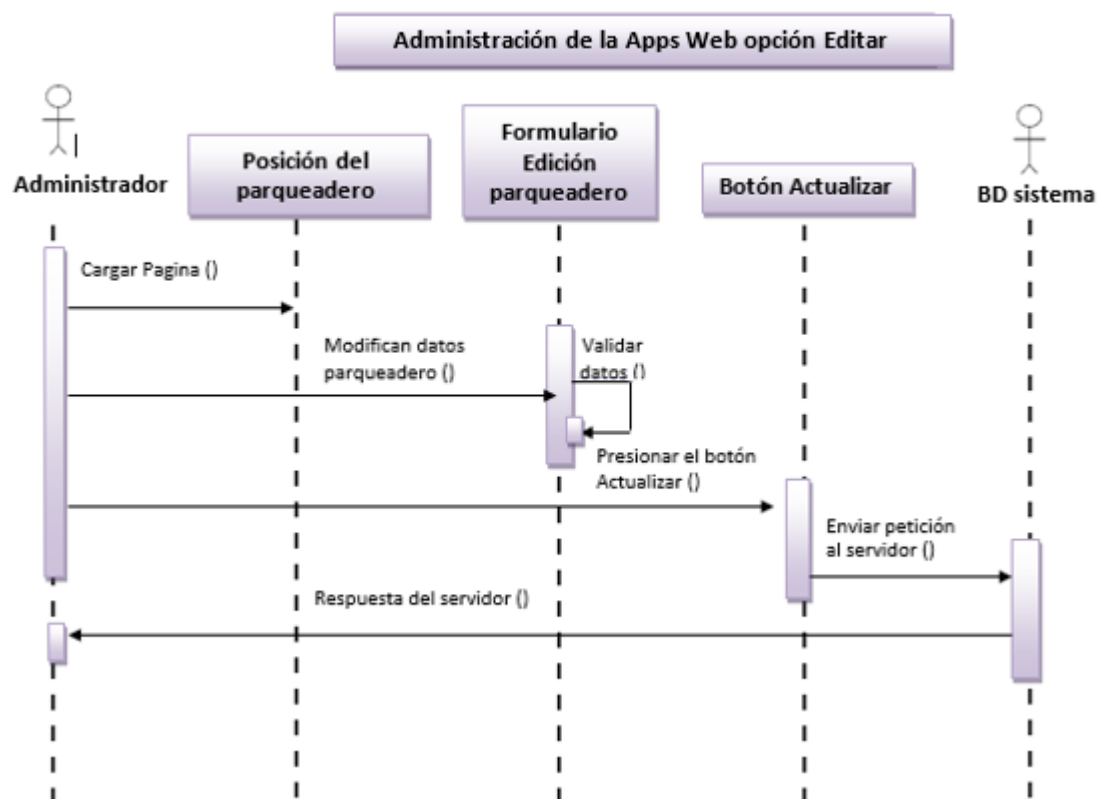 Administración de la Apps Web opción Editar
Administrador
Posición del
parqueadero
Formulario
Edición
parqueadero
Botón Actualizar
BD sistema
Cargar Pagina ()
Modifican datos
parqueadero ()
Validar
datos ()
Presionar el botón
Actualizar ()
Enviar petición
al servidor ()
Respuesta del servidor ()